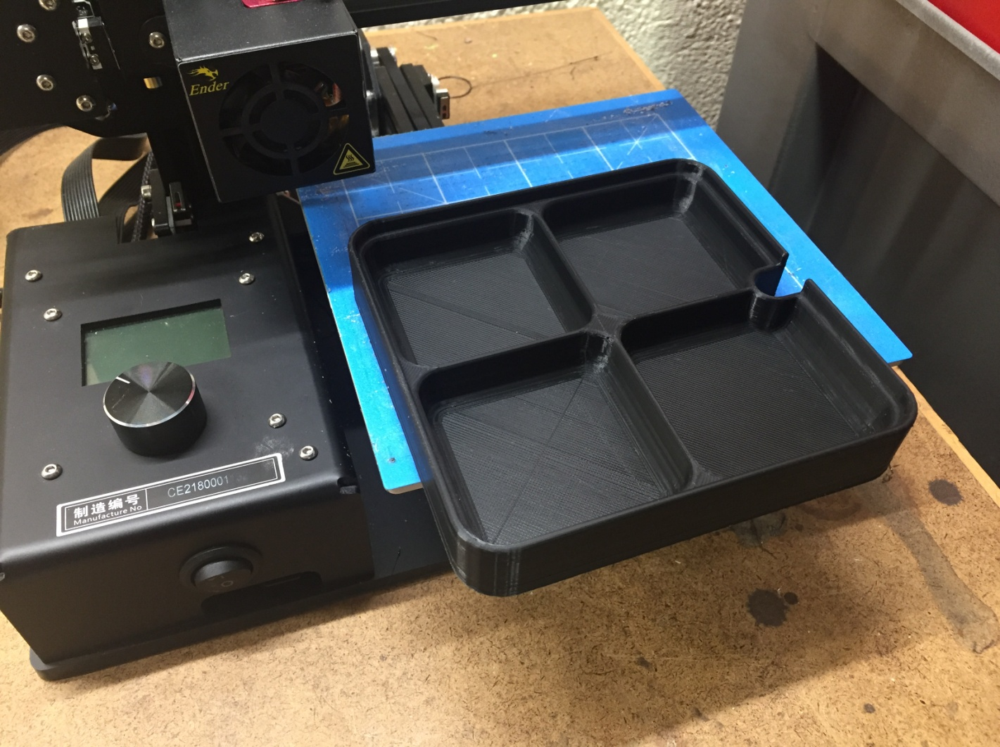 Ender
制造编号
Manufacture No
CE2180001